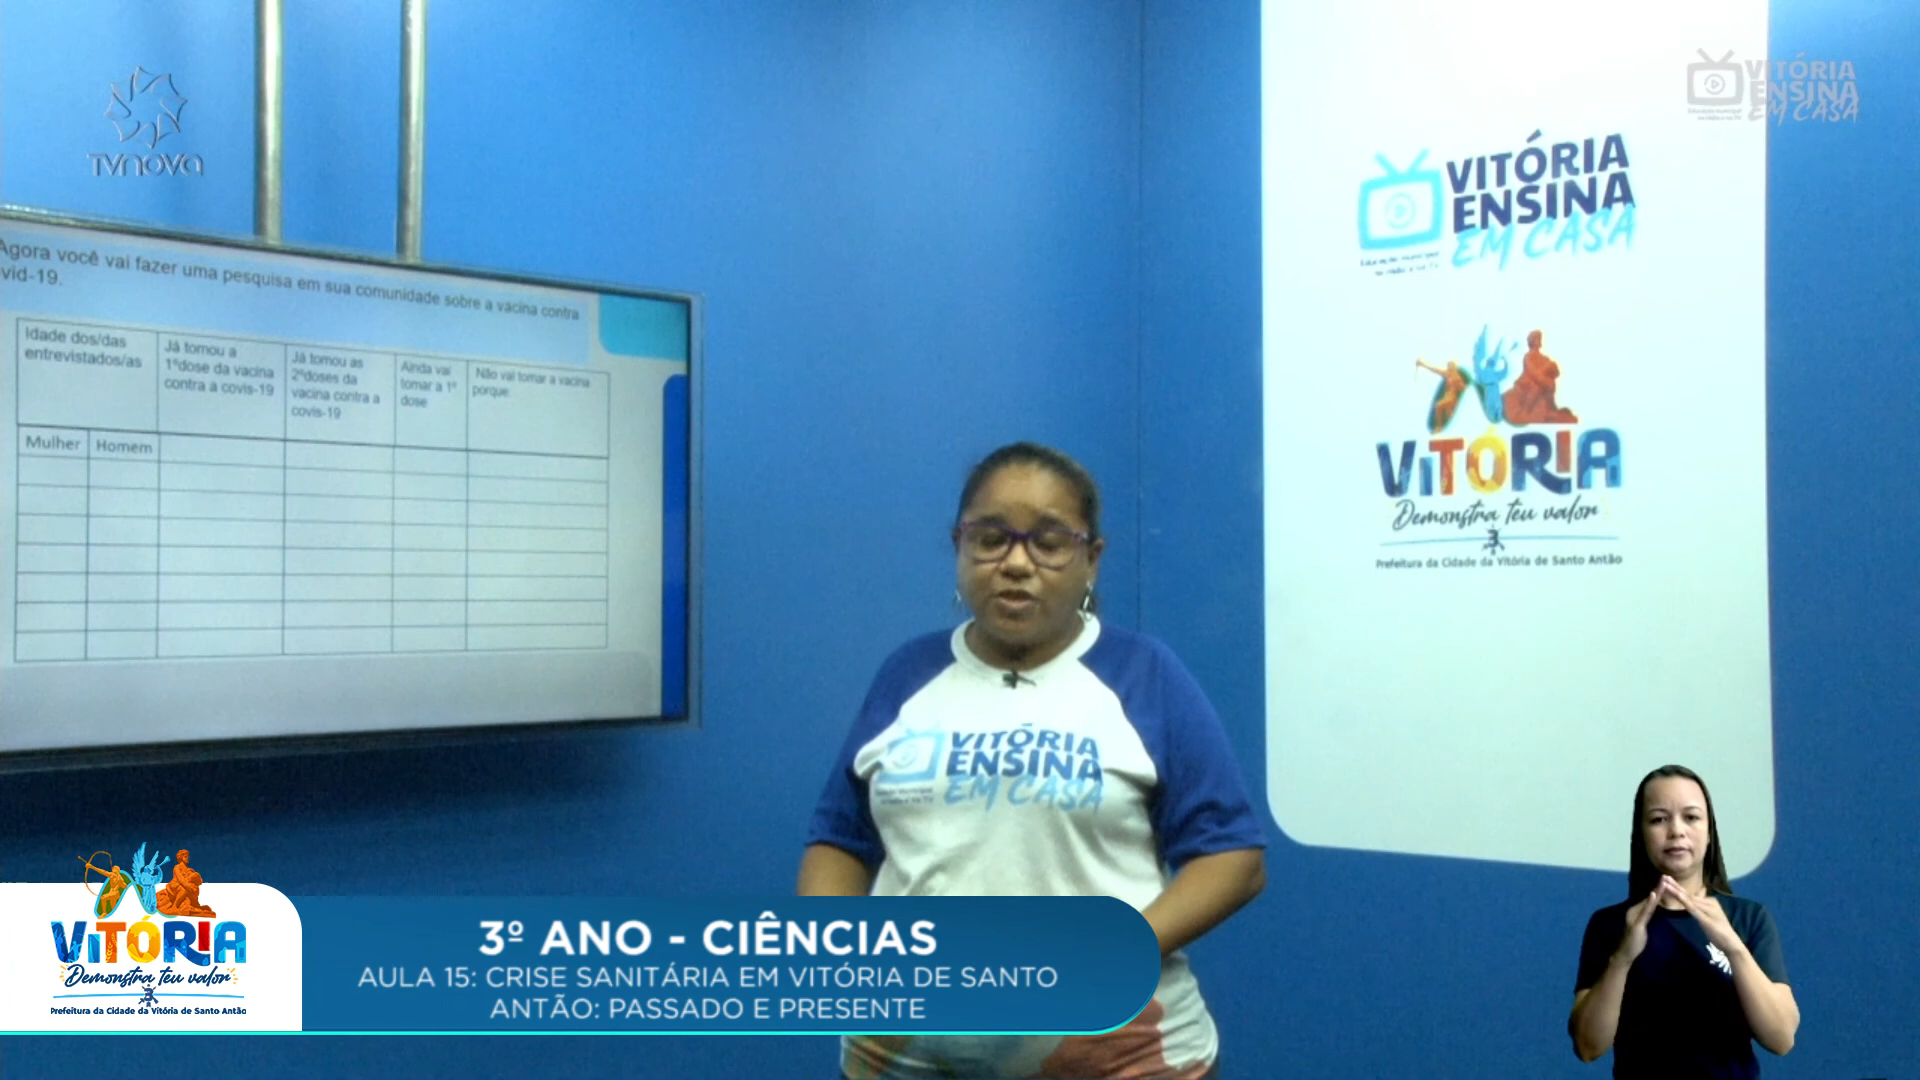 TVNOVA
VITÓRIA
ENSINA
EM CASA
Agora você vai fazer uma pesquisa em sua comunidade sobre a vacina contra
vid-19.
Idade dos/das
entrevistados/as
Já tomou a
1ºdose da vacina
contra a covis-19
Já tomou as
2ºdoses da
vacina contra a
covis-19
Ainda vai
tomar a 1º
dose
Não vai tomar a vacina
porque:
Mulher
Homem
VITÓRIA
ENSINA
EM CASA
VITÓRIA
Demonstra teu valor
Prefeitura da Cidade da Vitória de Santo Antão
VITÓRIA
ENSINA
EM CASA
VITÓRIA
Demonstra teu valor
Prefeitura da Cidade da Vitória de Santo Antão
3º ANO - CIÊNCIAS
AULA 15: CRISE SANITÁRIA EM VITÓRIA DE SANTO
ANTÃO: PASSADO E PRESENTE